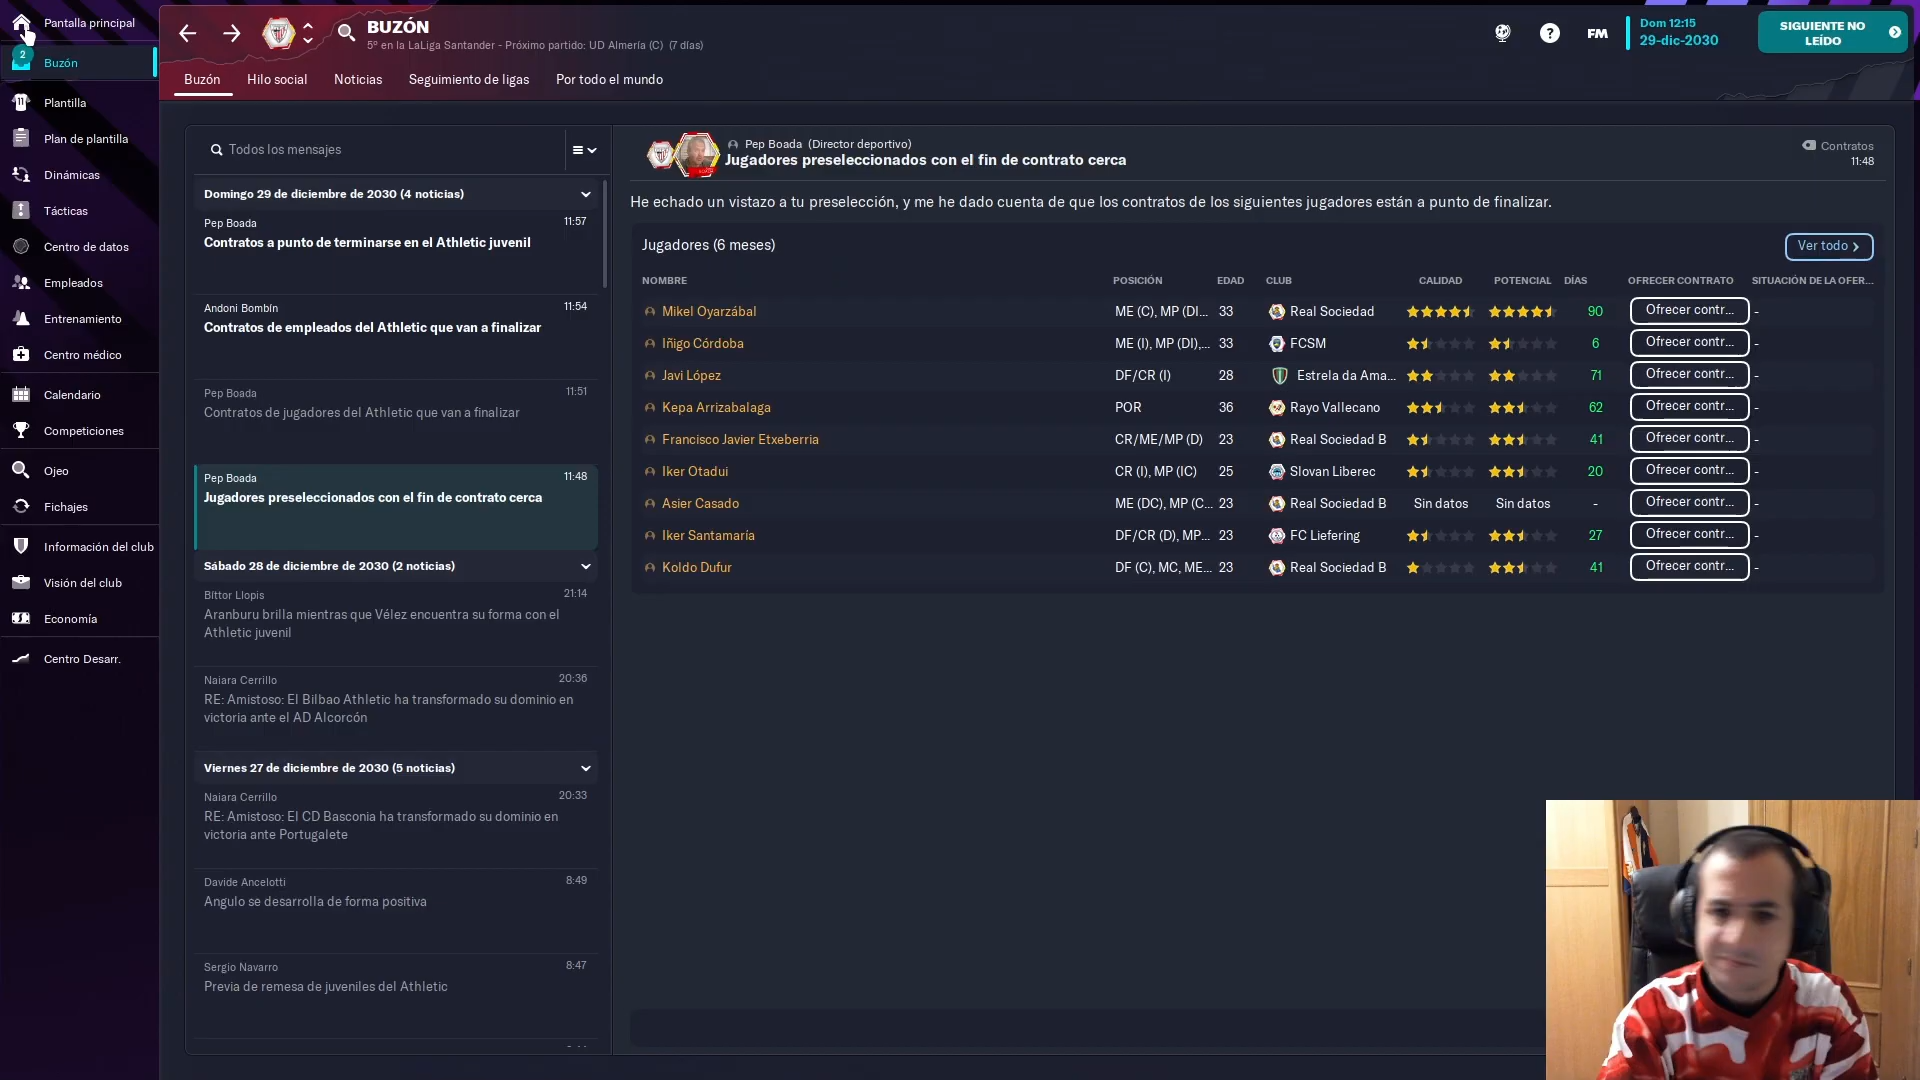 Pantalla principal
2
Buzón
Plantilla
Plan de plantilla
Dinámicas
Tácticas
Centro de datos
Empleados
Entrenamiento
Centro médico
Calendario
Competiciones
Ojeo
Fichajes
Información del club
Visión del club
Economía
Centro Desarr.
BUZÓN
5º en la LaLiga Santander - Próximo partido: UD Almería (C) (7 días)
FM
Dom 12:15
29-dic-2030
SIGUIENTE NO LEÍDO
Buzón Hilo social Noticias Seguimiento de ligas Por todo el mundo
Todos los mensajes
Domingo 29 de diciembre de 2030 (4 noticias)
Pep Boada 11:57
Contratos a punto de terminarse en el Athletic juvenil
Andoni Bombín 11:54
Contratos de empleados del Athletic que van a finalizar
Pep Boada 11:51
Contratos de jugadores del Athletic que van a finalizar
Pep Boada 11:48
Jugadores preseleccionados con el fin de contrato cerca
Sábado 28 de diciembre de 2030 (2 noticias)
Bittor Llopis 21:14
Aranburu brilla mientras que Vélez encuentra su forma con el
Athletic juvenil
Naiara Cerrillo 20:36
RE: Amistoso: El Bilbao Athletic ha transformado su dominio en
victoria ante el AD Alcorcón
Viernes 27 de diciembre de 2030 (5 noticias)
Naiara Cerrillo 20:33
RE: Amistoso: El CD Basconia ha transformado su dominio en
victoria ante Portugalete
Davide Ancelotti 8:49
Angulo se desarrolla de forma positiva
Sergio Navarro 8:47
Previa de remesa de juveniles del Athletic
Pep Boada (Director deportivo)
Jugadores preseleccionados con el fin de contrato cerca
Contratos
11:48
He echado un vistazo a tu preselección, y me he dado cuenta de que los contratos de los siguientes jugadores están a punto de finalizar.
Jugadores (6 meses) Ver todo
NOMBRE POSICIÓN EDAD CLUB CALIDAD POTENCIAL DÍAS OFRECER CONTRATO SITUACIÓN DE LA OFER...
Mikel Oyarzábal ME (C), MP (DI... 33 Real Sociedad 90 Ofrecer contr... -
Iñigo Córdoba ME (I), MP (DI),... 33 FCSM 6 Ofrecer contr... -
Javi López DF/CR (I) 28 Estrela da Ama... 71 Ofrecer contr... -
Kepa Arrizabalaga POR 36 Rayo Vallecano 62 Ofrecer contr... -
Francisco Javier Etxeberria CR/ME/MP (D) 23 Real Sociedad B 41 Ofrecer contr... -
Iker Otadui CR (I), MP (IC) 25 Slovan Liberec 20 Ofrecer contr... -
Asier Casado ME (DC), MP (C... 23 Real Sociedad B Sin datos Sin datos - Ofrecer contr... -
Iker Santamaría DF/CR (D), MP... 23 FC Liefering 27 Ofrecer contr... -
Koldo Dufur DF (C), MC, ME... 23 Real Sociedad B 41 Ofrecer contr... -